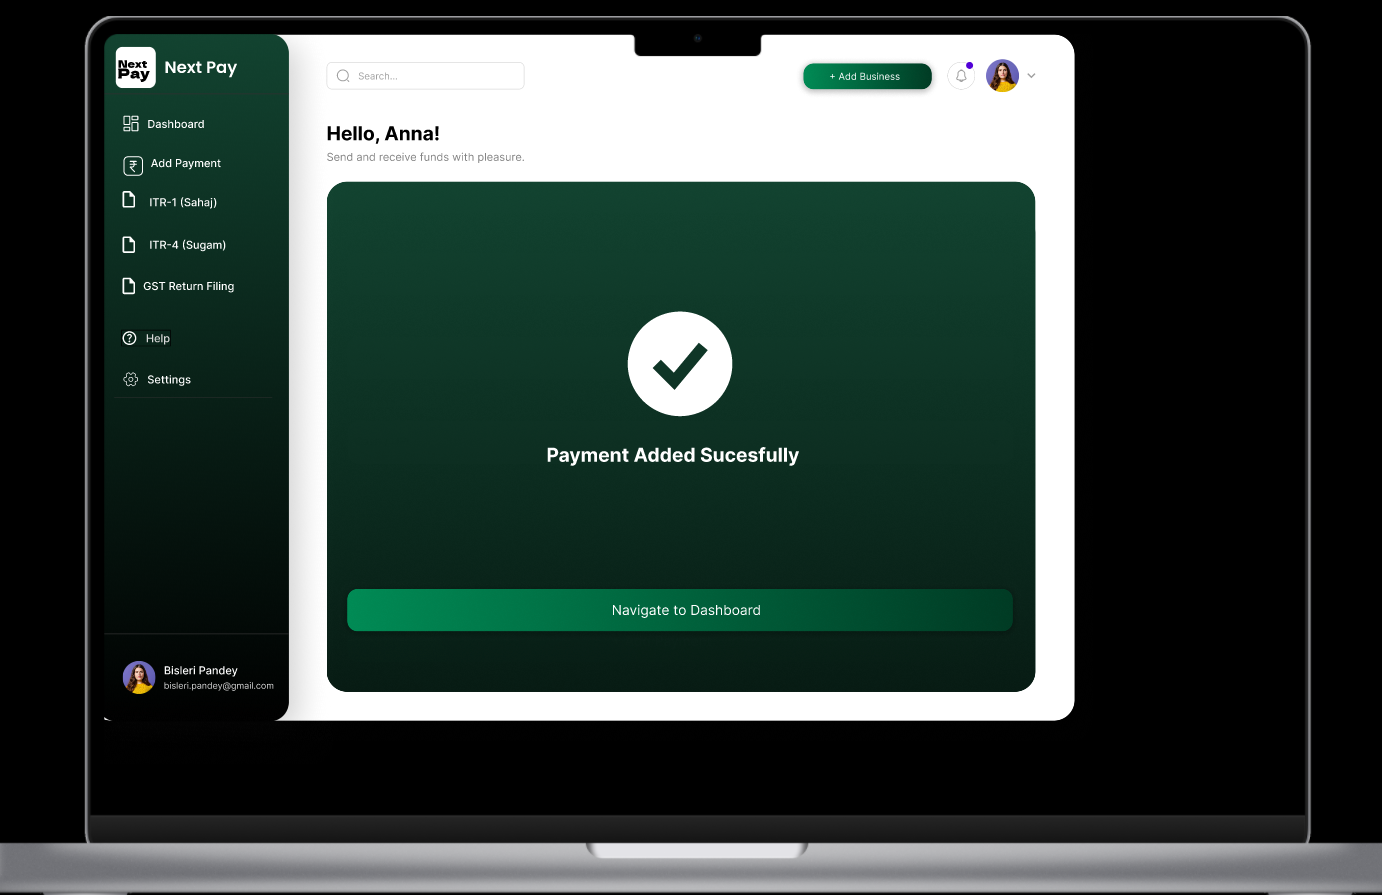 Next
Pay
Next Pay
Dashboard
Add Payment
ITR-1 (Sahaj)
ITR-4 (Sugam)
GST Return Filing
Help
Settings
Bisleri Pandey
bisleri.pandey@gmail.com
Search...
+ Add Business
Hello, Anna!
Send and receive funds with pleasure.
Payment Added Sucesfully
Navigate to Dashboard